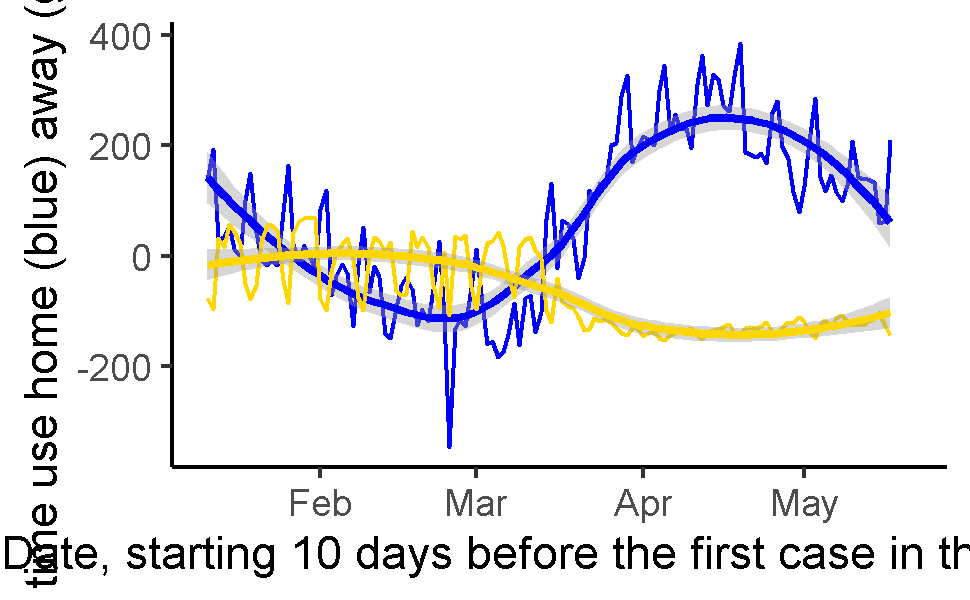 time use home (blue) away (
400
200
0
-200
Feb Mar Apr May
Date, starting 10 days before the first case in th